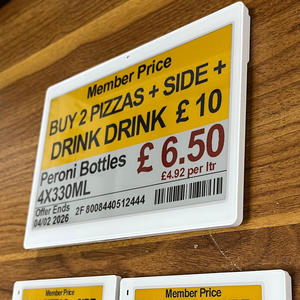 Member Price
BUY 2 PIZZAS + SIDE +
DRINK DRINK £ 10
Peroni Bottles
4X330ML
£ 6.50
£4.92 per ltr
Offer Ends
04/02 2026
2F 8008440512444
Member Price
Member Price